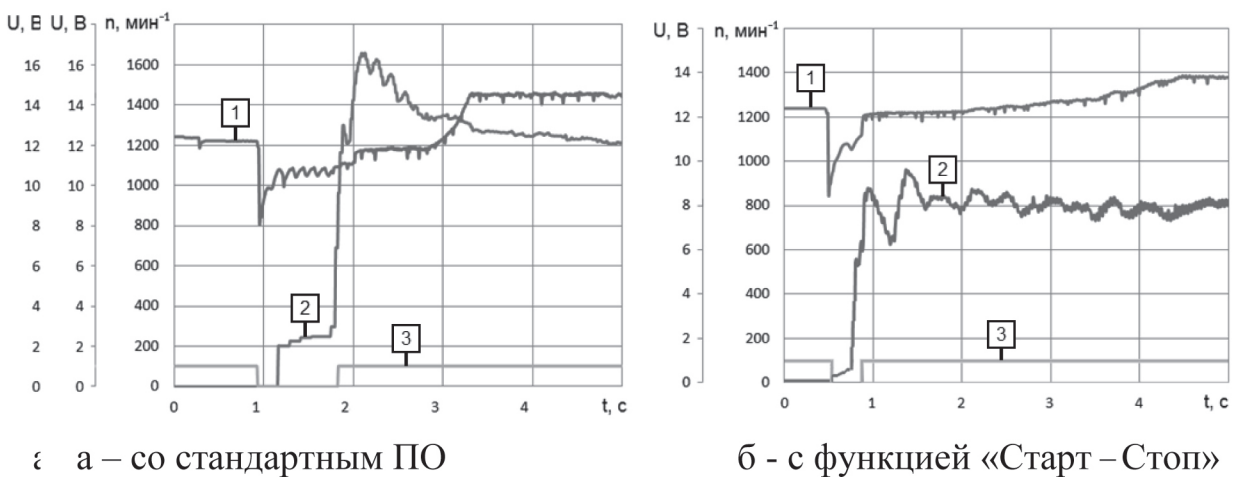 U, В U, В n, мин⁻¹
16 16 1600
14 14 1400
12 12 1200
10 10 1000
8 8 800
6 6 600
4 4 400
2 2 200
0 0 0
0 1 2 3 4 t, с
1
2
3
а – со стандартным ПО
U, В n, мин⁻¹
14 1400
12 1200
10 1000
8 800
6 600
4 400
2 200
0 0
0 1 2 3 4 t, с
1
2
3
б - с функцией «Старт – Стоп»